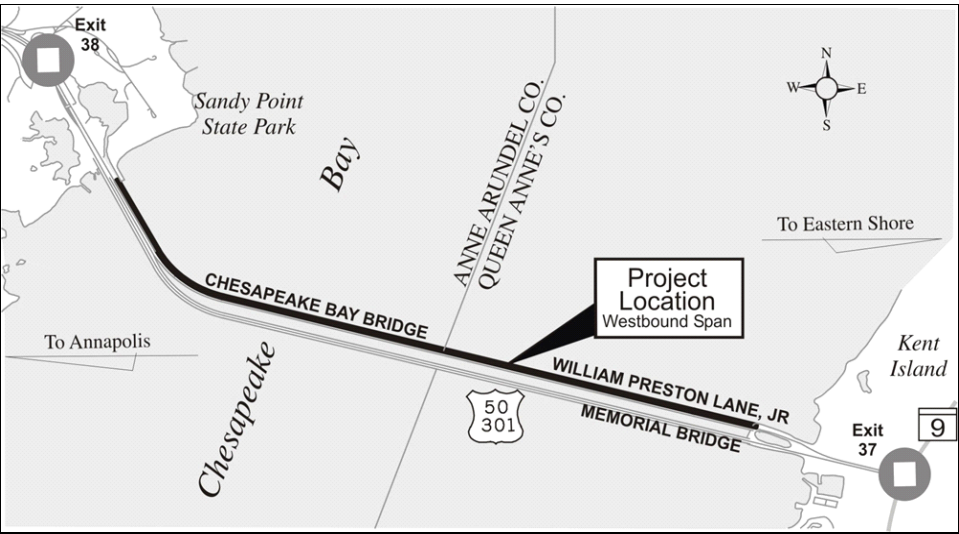 Exit
38
Sandy Point
State Park
Bay
N
W
E
S
ANNE ARUNDEL CO.
QUEEN ANNE'S CO.
To Eastern Shore
Project
Location
Westbound Span
CHESAPEAKE BAY BRIDGE
To Annapolis
Chesapeake
WILLIAM PRESTON LANE, JR
MEMORIAL BRIDGE
50
301
Kent
Island
9
Exit
37